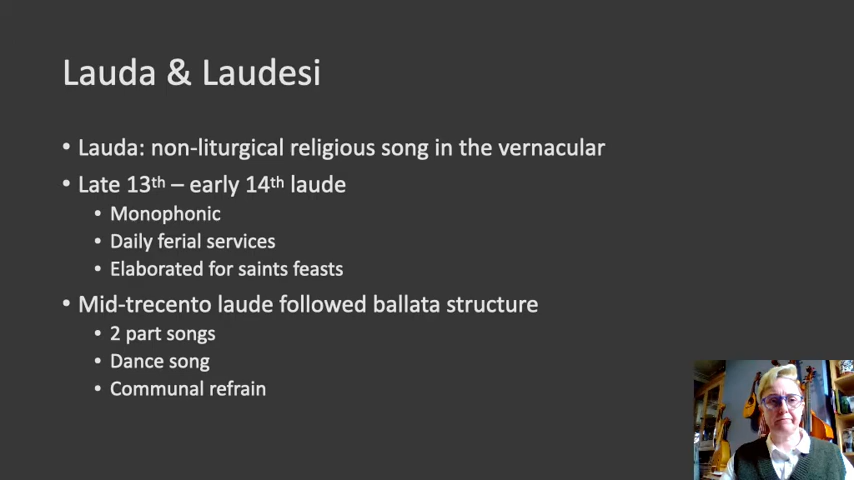 Lauda & Laudesi
• Lauda: non-liturgical religious song in the vernacular
• Late 13th – early 14th laude
• Monophonic
• Daily ferial services
• Elaborated for saints feasts
• Mid-trecento laude followed ballata structure
• 2 part songs
• Dance song
• Communal refrain